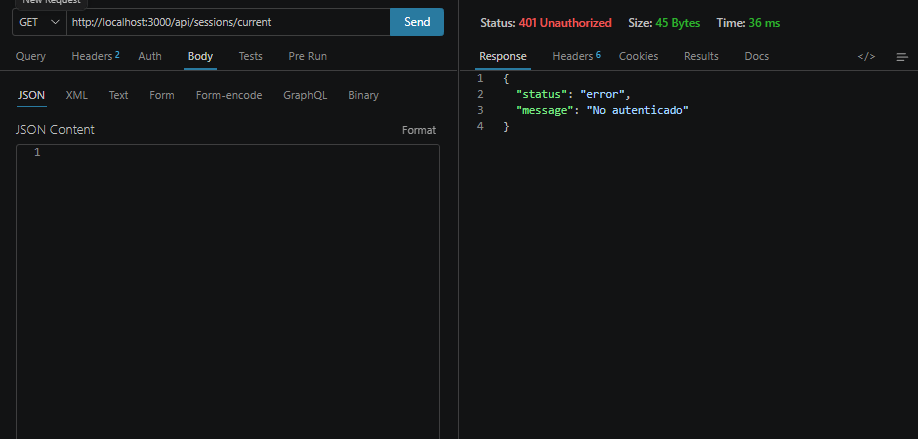 New Request
GET http://localhost:3000/api/sessions/current Send
Query Headers 2 Auth Body Tests Pre Run
JSON XML Text Form Form-encode GraphQL Binary
JSON Content Format
1
Status: 401 Unauthorized Size: 45 Bytes Time: 36 ms
Response Headers 6 Cookies Results Docs </>
1 {
2 "status": "error",
3 "message": "No autenticado"
4 }